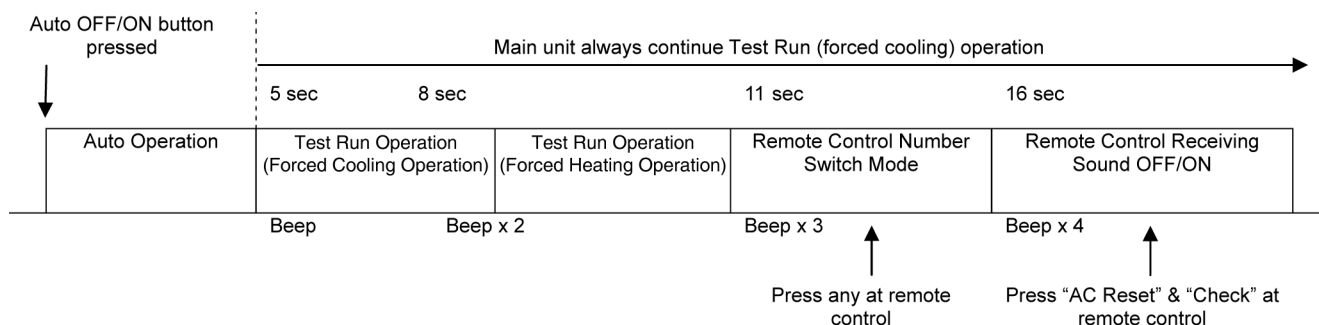 Auto OFF/ON button
pressed
Main unit always continue Test Run (forced cooling) operation
5 sec
8 sec
11 sec
16 sec
Auto Operation
Test Run Operation
(Forced Cooling Operation)
Test Run Operation
(Forced Heating Operation)
Remote Control Number
Switch Mode
Remote Control Receiving
Sound OFF/ON
Beep
Beep x 2
Beep x 3
Beep x 4
Press any at remote
control
Press “AC Reset” & “Check” at
remote control